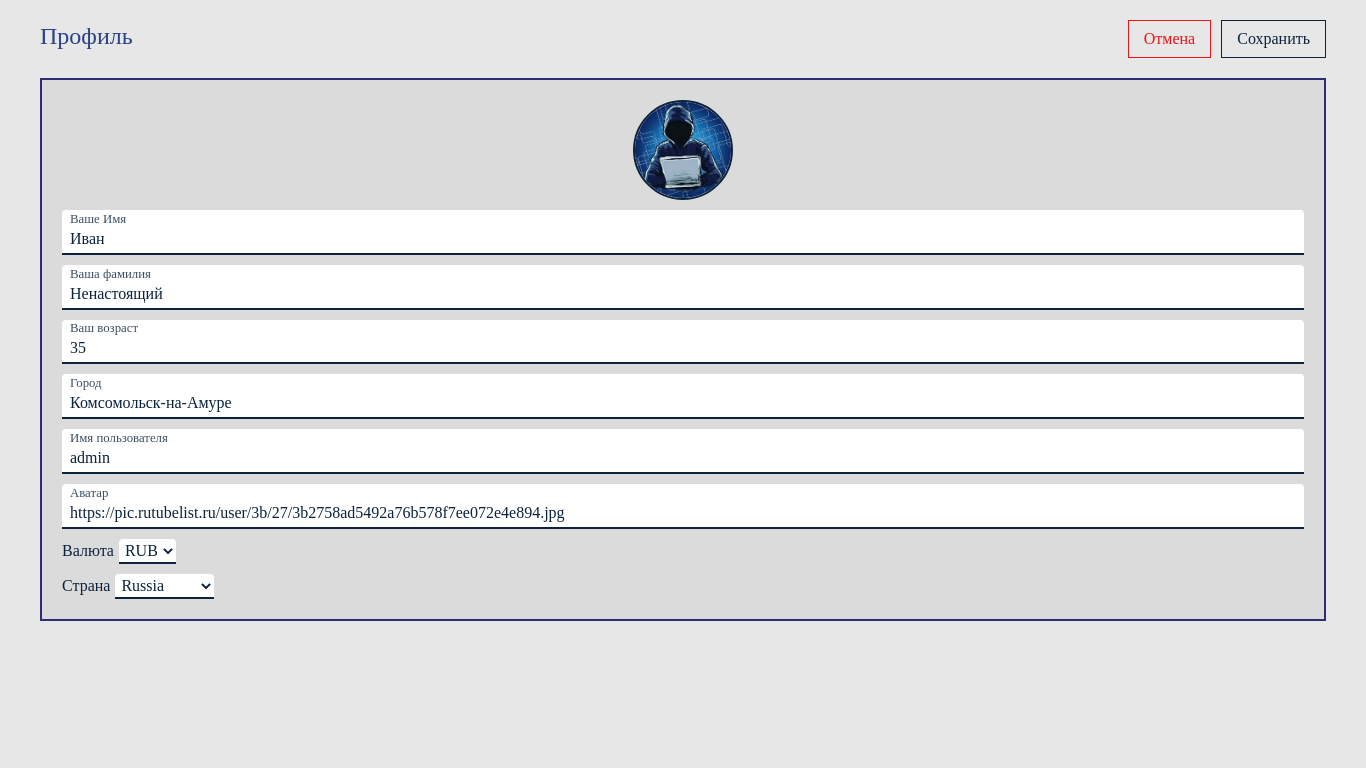 Профиль
Отмена
Сохранить
Ваше Имя
Иван
Ваша фамилия
Ненастоящий
Ваш возраст
35
Город
Комсомольск-на-Амуре
Имя пользователя
admin
Аватар
https://pic.rutubelist.ru/user/3b/27/3b2758ad5492a76b578f7ee072e4e894.jpg
Валюта RUB
Страна Russia